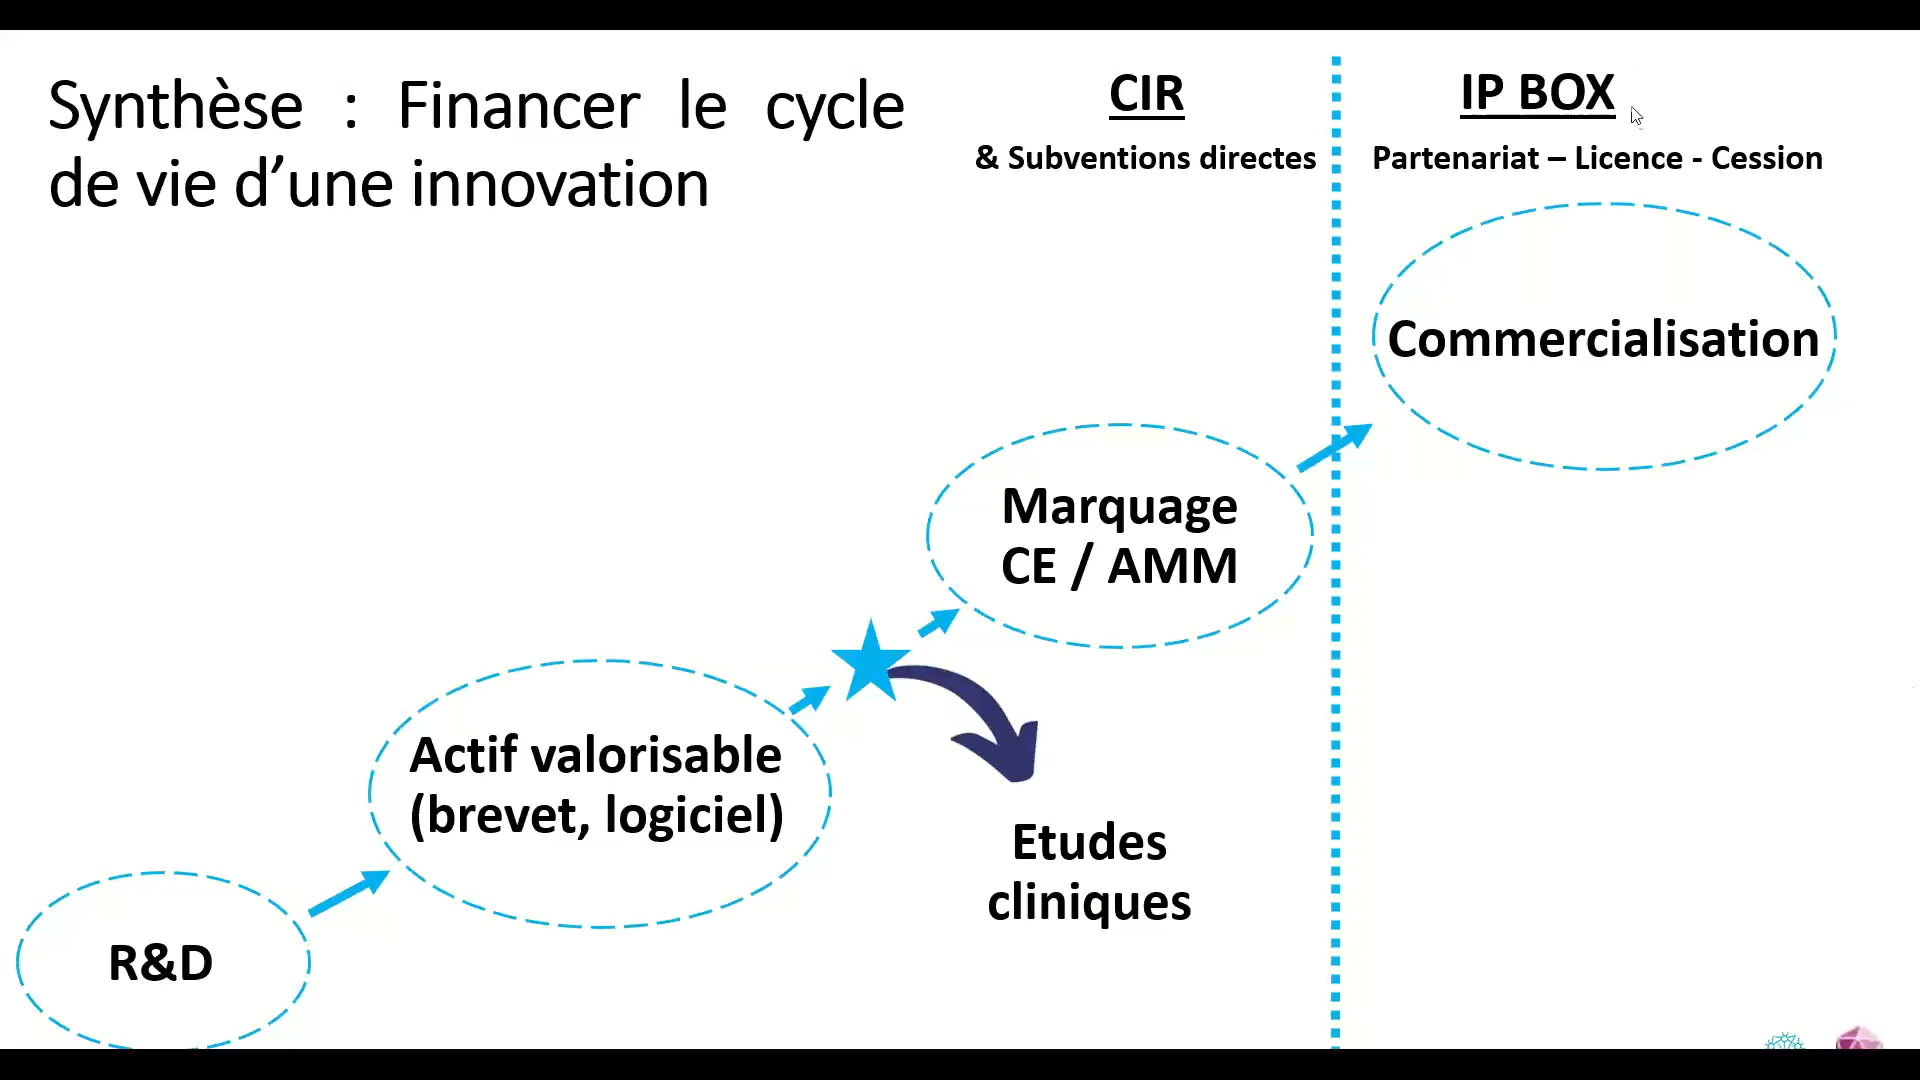 Synthèse : Financer le cycle
de vie d’une innovation
CIR
& Subventions directes
IP BOX
Partenariat – Licence - Cession
Commercialisation
Marquage
CE / AMM
Actif valorisable
(brevet, logiciel)
Etudes
cliniques
R&D